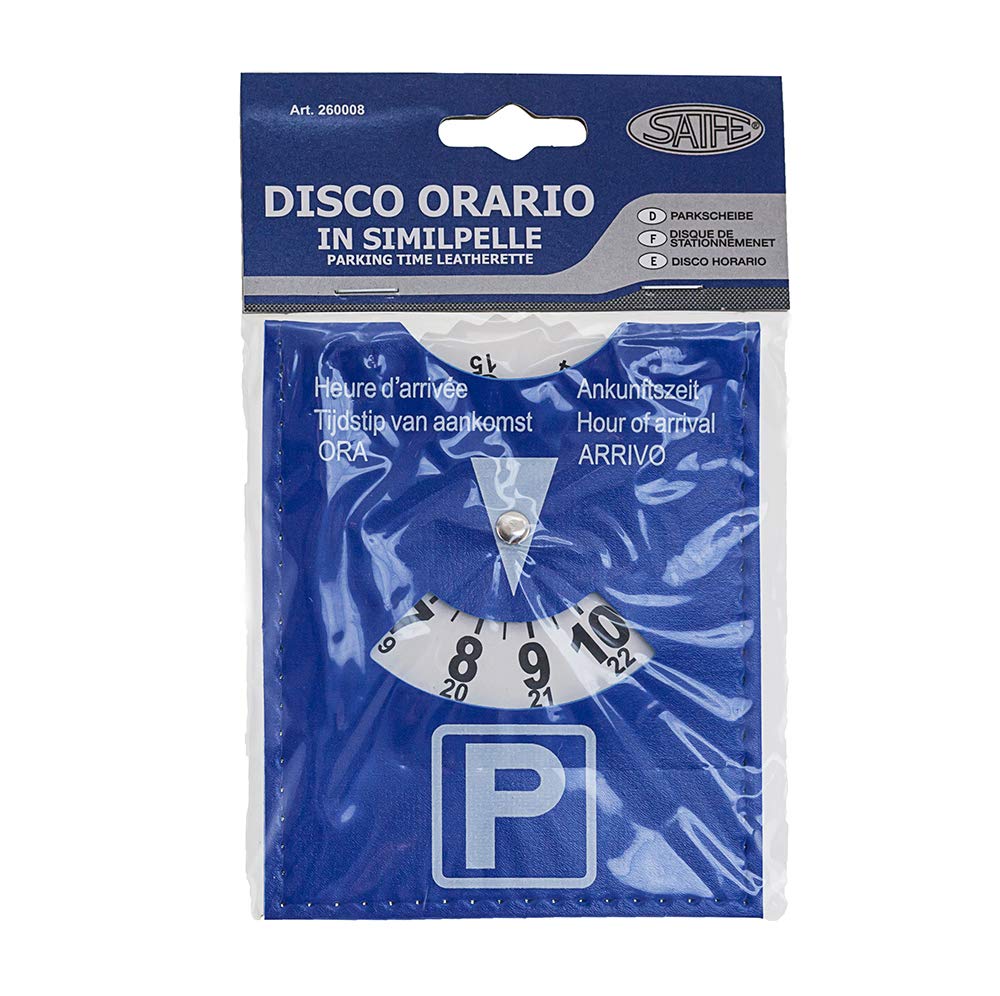 Art. 260008
SAIFE®
DISCO ORARIO
IN SIMILPELLE
PARKING TIME LEATHERETTE
D PARKSCHEIBE
F DISQUE DE
STATIONNEMENET
E DISCO HORARIO
15
Heure d'arrivée
Tijdstip van aankomst
ORA
Ankunftszeit
Hour of arrival
ARRIVO
8 9 10
9 20 21 22
P